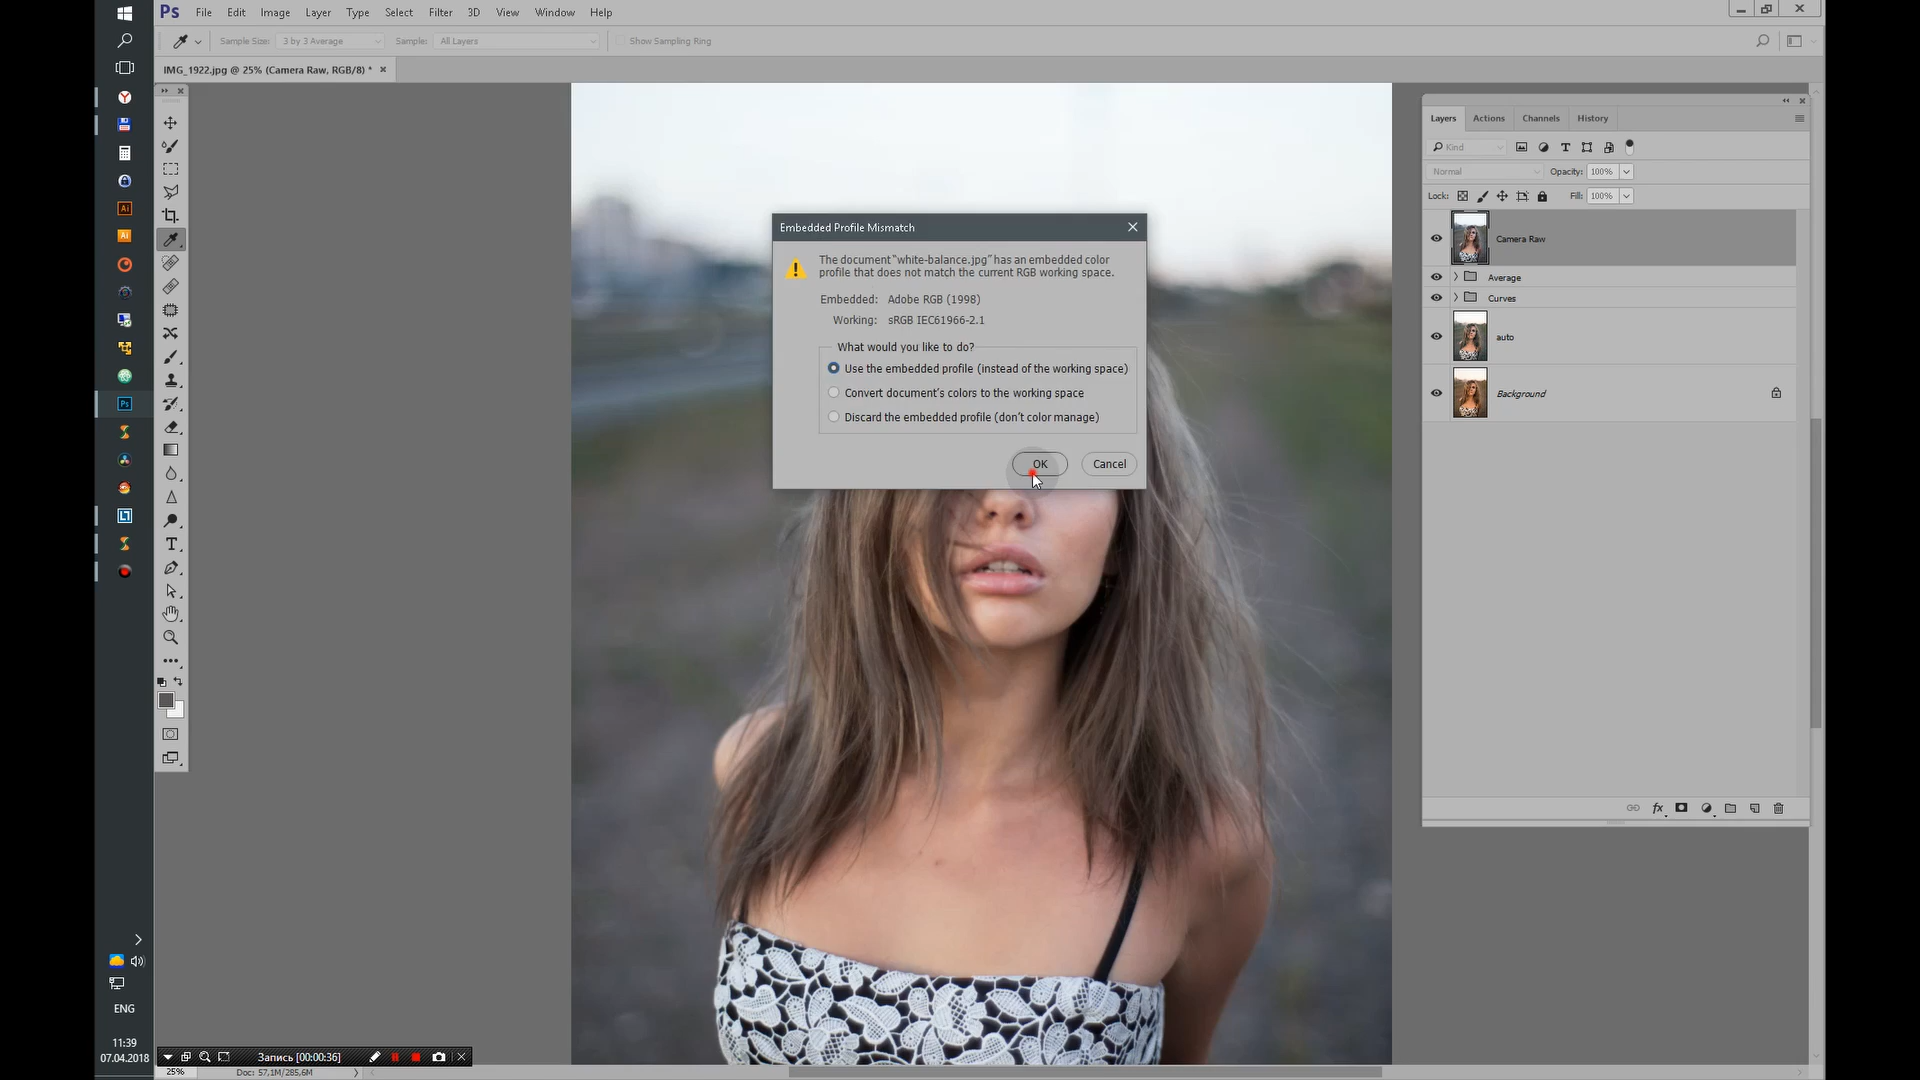 Ps File Edit Image Layer Type Select Filter 3D View Window Help
Sample Size: 3 by 3 Average Sample: All Layers Show Sampling Ring
IMG_1922.jpg @ 25% (Camera Raw, RGB/8) *
Embedded Profile Mismatch
The document "white-balance.jpg" has an embedded color
profile that does not match the current RGB working space.
Embedded: Adobe RGB (1998)
Working: sRGB IEC61966-2.1
What would you like to do?
Use the embedded profile (instead of the working space)
Convert document's colors to the working space
Discard the embedded profile (don't color manage)
OK Cancel
Layers Actions Channels History
Kind
Normal Opacity: 100%
Lock: Fill: 100%
Camera Raw
Average
Curves
auto
Background
fx
Ai
Ai
Ps
ENG
11:39
07.04.2018
Запись [00:00:36]
25% Doc: 57,1M/285,6M